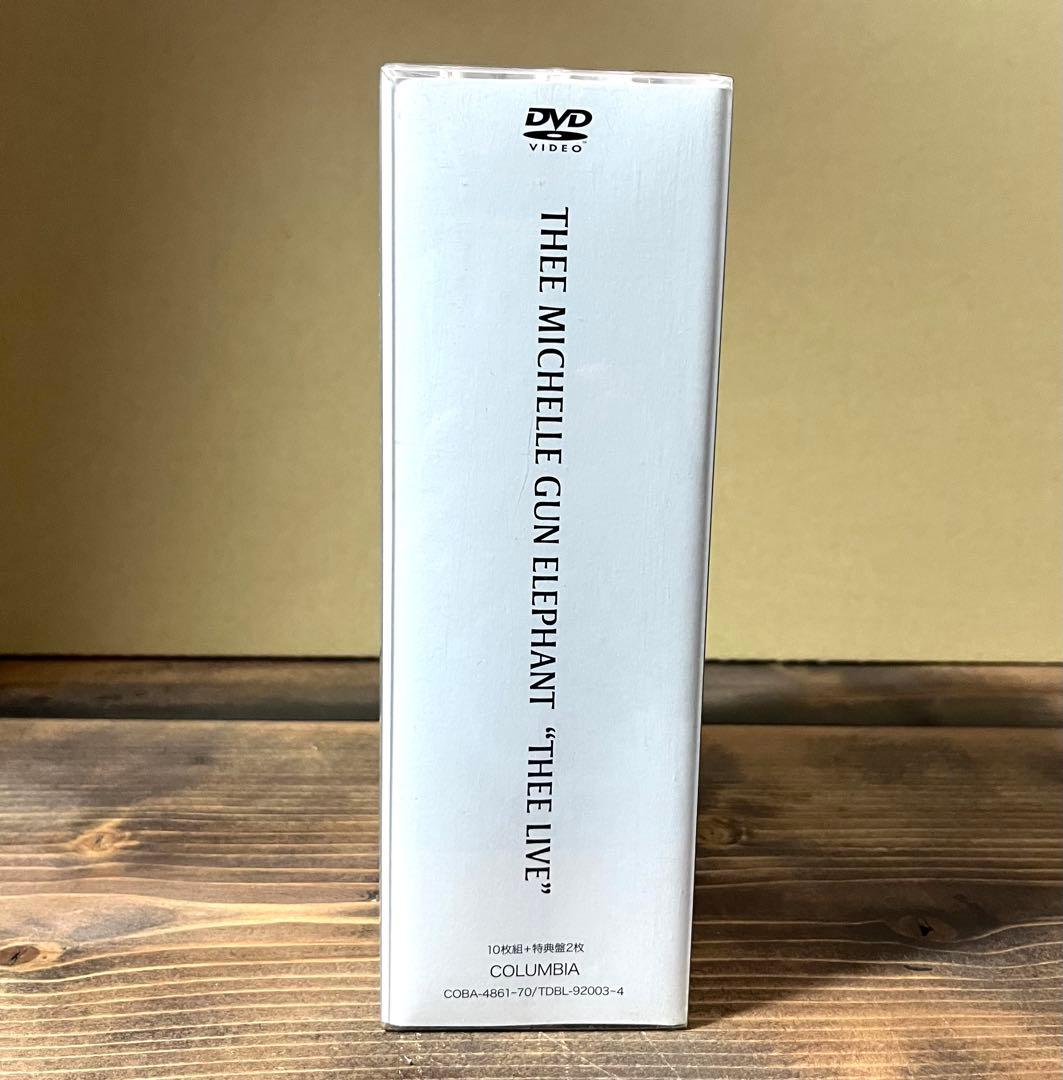 DVD
VIDEO
THEE MICHELLE GUN ELEPHANT “THEE LIVE”
10枚組+特典盤2枚
COLUMBIA
COBA-4861-70/TDBL-92003-4